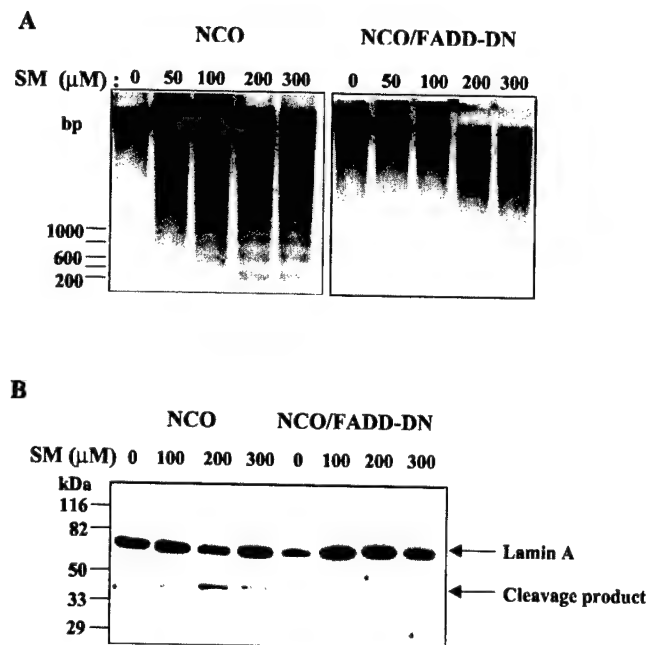 A
NCO NCO/FADD-DN
SM (μM) : 0 50 100 200 300 0 50 100 200 300
bp
1000
600
200
B
NCO NCO/FADD-DN
SM (μM) 0 100 200 300 0 100 200 300
kDa
116
82
50
33
29
Lamin A
Cleavage product